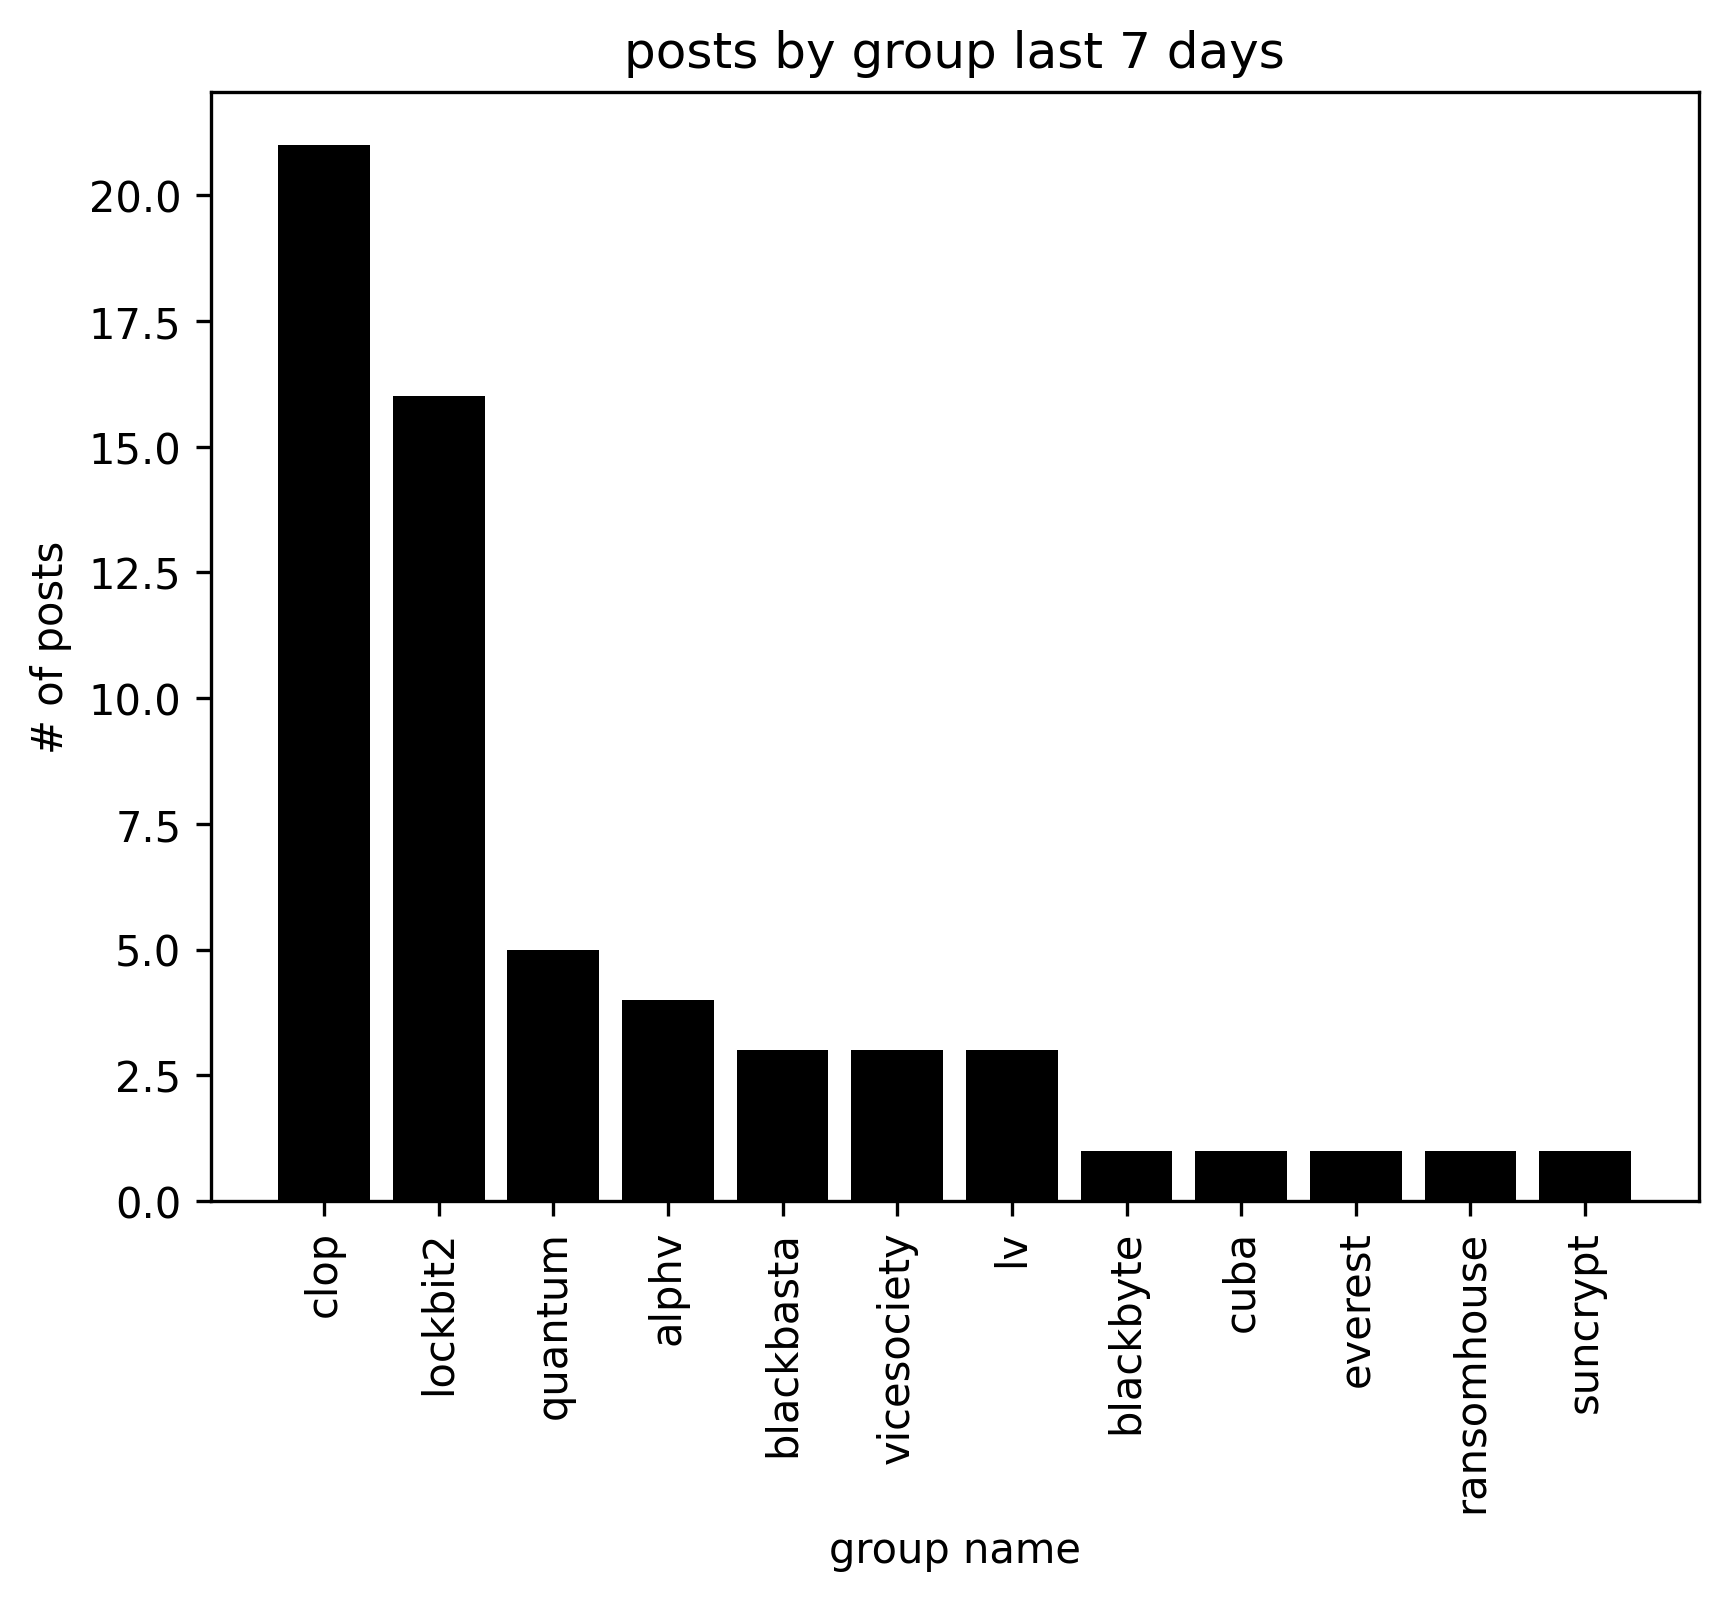 posts by group last 7 days
# of posts
20.0
17.5
15.0
12.5
10.0
7.5
5.0
2.5
0.0
clop
lockbit2
quantum
alphv
blackbasta
vicesociety
lv
blackbyte
cuba
everest
ransomhouse
suncrypt
group name